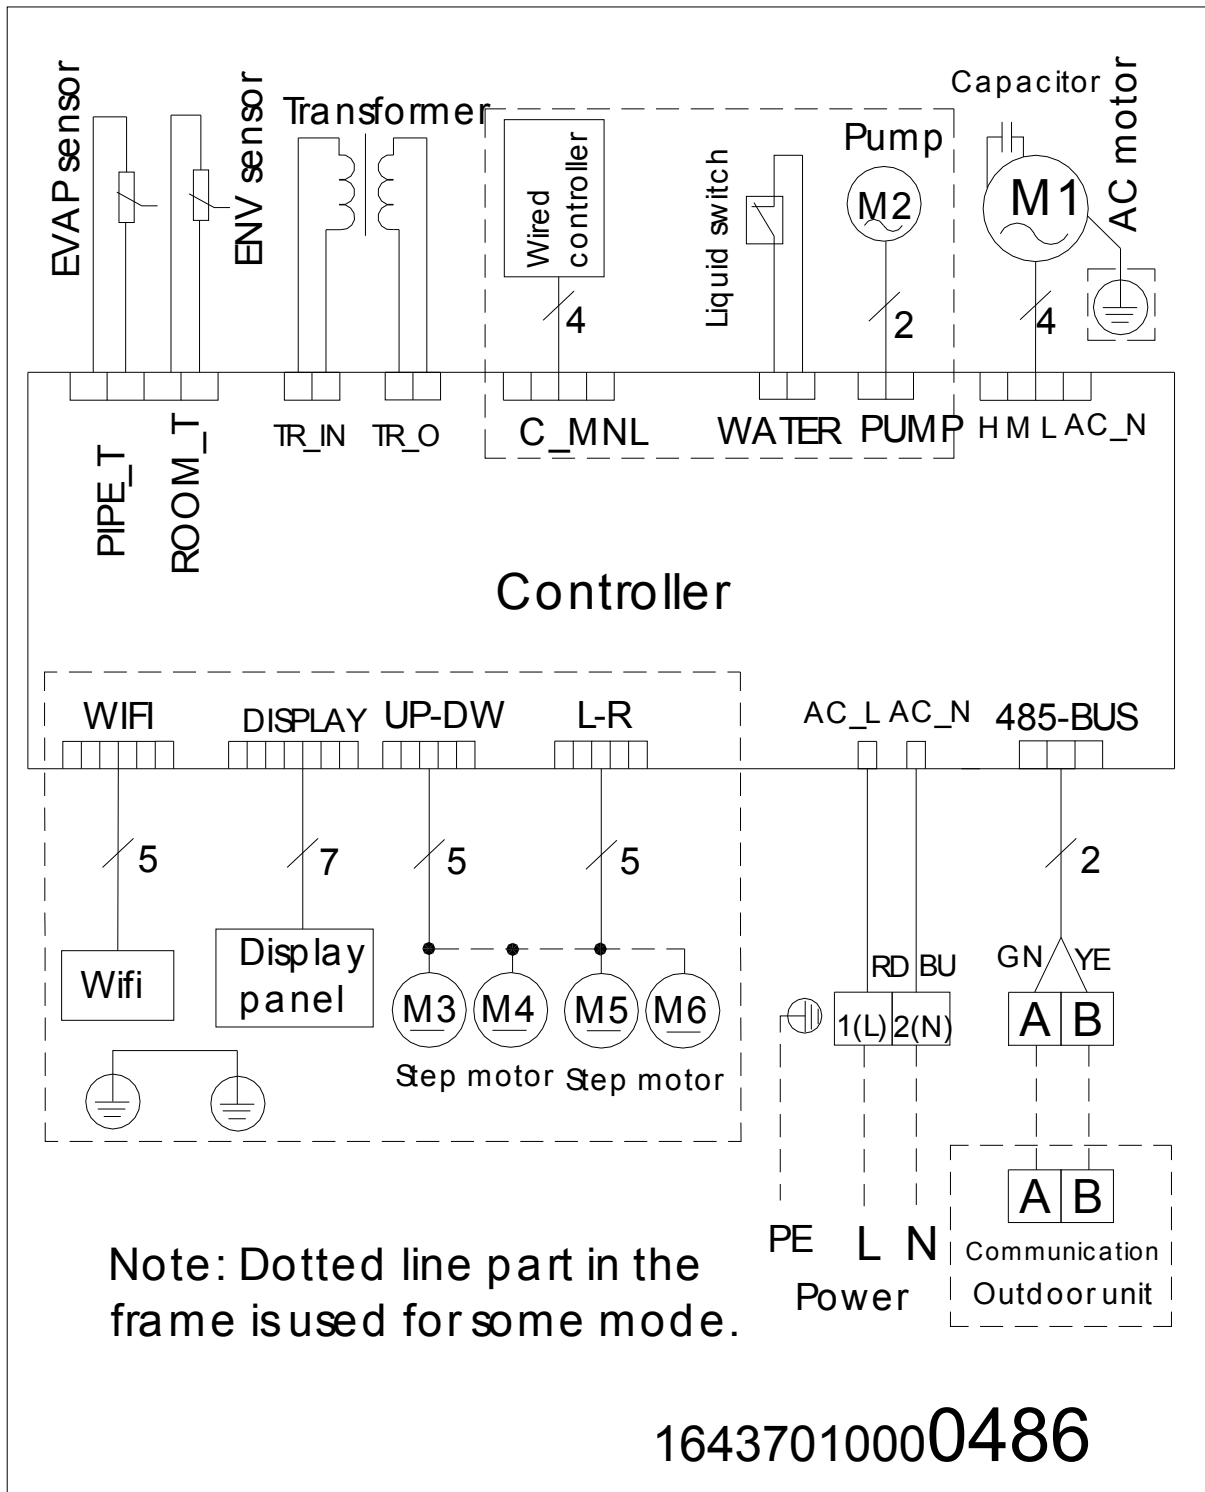 EVAP sensor
ENV sensor
Transformer
Wired
controller
4
Liquid switch
Pump
M2
2
Capacitor
M1
AC motor
4
PIPE_T
ROOM_T
TR_IN
TR_O
C_MNL
WATER
PUMP
H M L AC_N
Controller
WIFI
DISPLAY
UP-DW
L-R
AC_L AC_N
485-BUS
5
7
5
5
2
Wifi
Display
panel
M3
M4
M5
M6
Step motor
Step motor
RD
BU
GN
YE
1(L)
2(N)
A
B
A
B
PE
L
N
Power
Communication
Outdoor unit
Note: Dotted line part in the
frame is used for some mode.
16437010000486